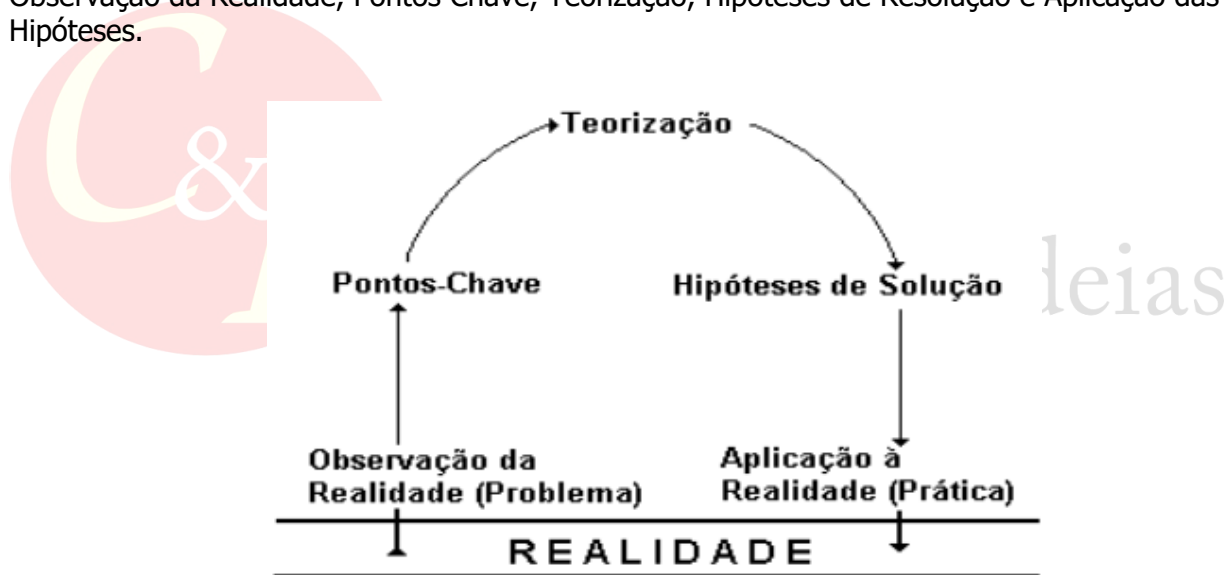 Observação da Realidade, Pontos Chave, Teorização, Hipóteses de Resolução e Aplicação das
Hipóteses.
C&
Teorização
Pontos-Chave
Hipóteses de Solução
deias
Observação da
Realidade (Problema)
Aplicação à
Realidade (Prática)
REALIDADE